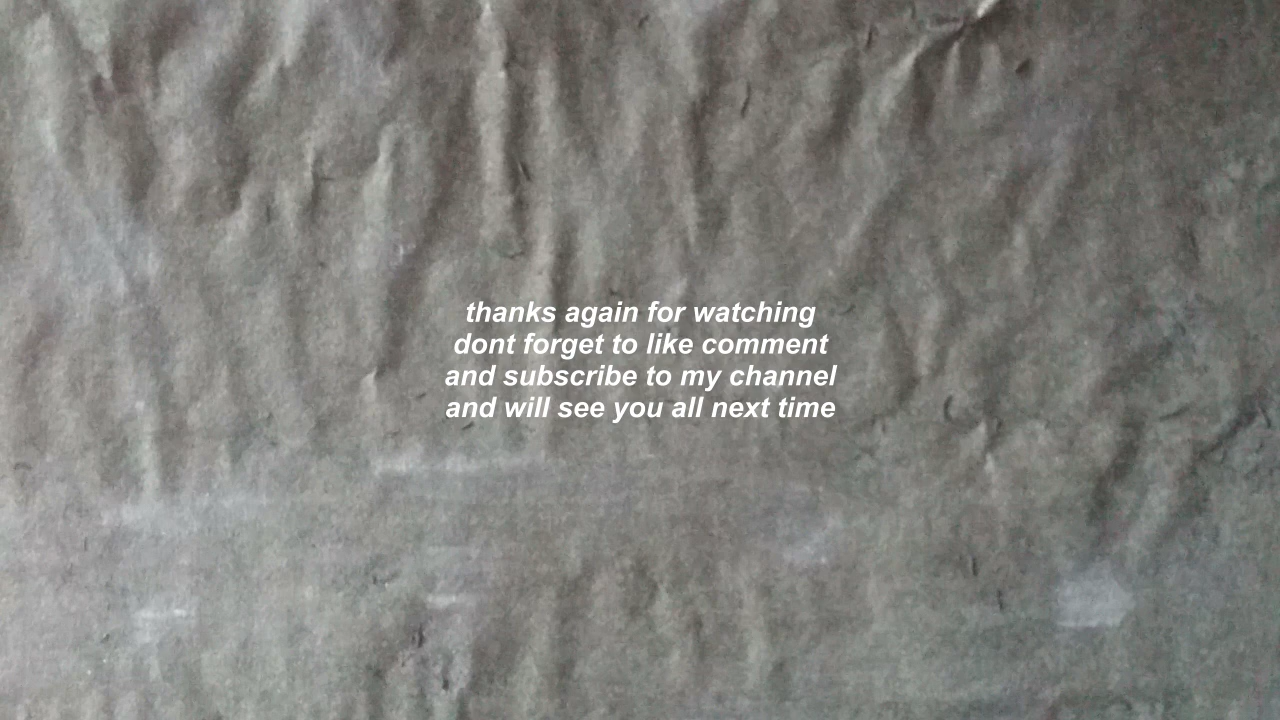 thanks again for watching
dont forget to like comment
and subscribe to my channel
and will see you all next time